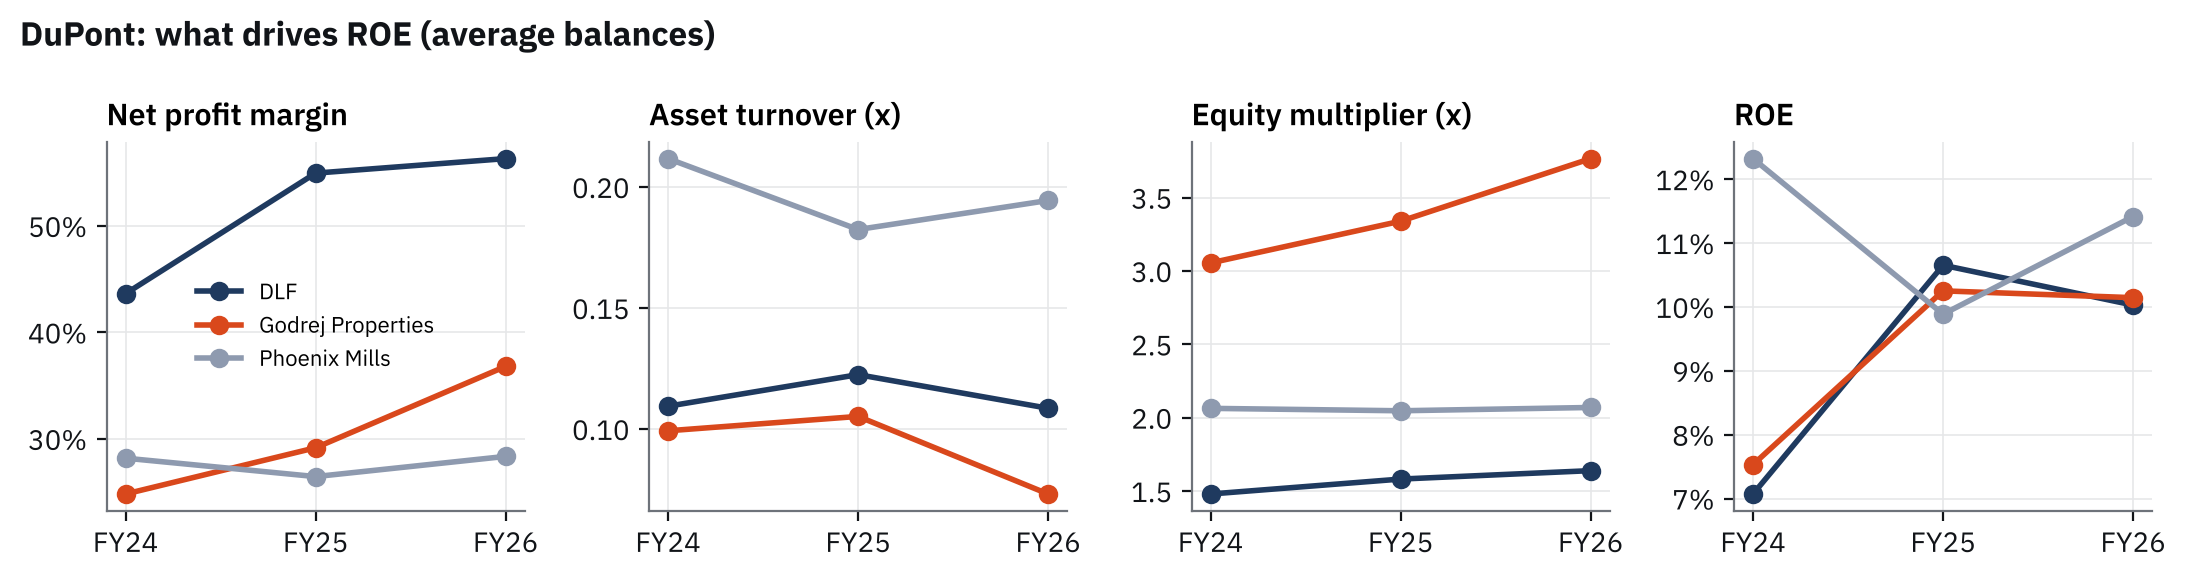 DuPont: what drives ROE (average balances)
Net profit margin
50%
40%
30%
DLF
Godrej Properties
Phoenix Mills
FY24 FY25 FY26
Asset turnover (x)
0.20
0.15
0.10
FY24 FY25 FY26
Equity multiplier (x)
3.5
3.0
2.5
2.0
1.5
FY24 FY25 FY26
ROE
12%
11%
10%
9%
8%
7%
FY24 FY25 FY26